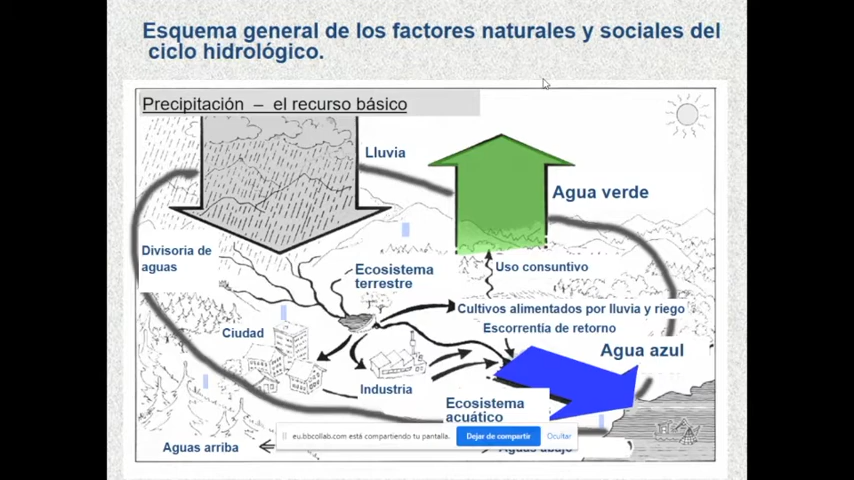 Esquema general de los factores naturales y sociales del
ciclo hidrológico.
Precipitación – el recurso básico
Lluvia
Agua verde
Divisoria de
aguas
Ecosistema
terrestre
Uso consuntivo
Cultivos alimentados por lluvia y riego
Escorrentía de retorno
Ciudad
Agua azul
Industria
Ecosistema
acuático
eu.bbcollab.com está compartiendo tu pantalla.
Dejar de compartir
Ocultar
Aguas arriba
Aguas abajo